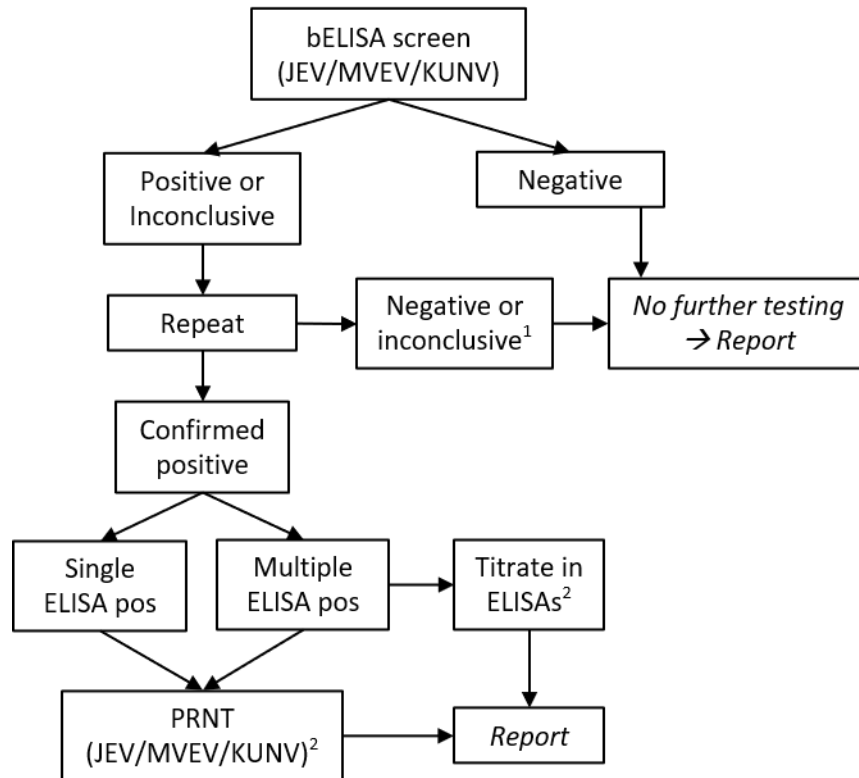 bELISA screen
(JEV/MVEV/KUNV)
Positive or
Inconclusive
Negative
Repeat
Negative or
inconclusive¹
No further testing
→ Report
Confirmed
positive
Single
ELISA pos
Multiple
ELISA pos
Titrate in
ELISAs²
PRNT
(JEV/MVEV/KUNV)²
Report